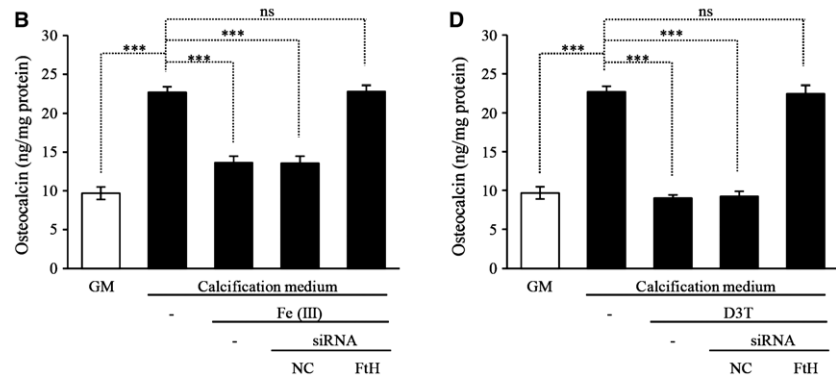 B
ns
***
***
***
Osteocalcin (ng/mg protein)
30
25
20
15
10
5
0
GM
Calcification medium
-
Fe (III)
-
siRNA
NC
FtH
D
ns
***
***
***
Osteocalcin (ng/mg protein)
30
25
20
15
10
5
0
GM
Calcification medium
-
D3T
-
siRNA
NC
FtH